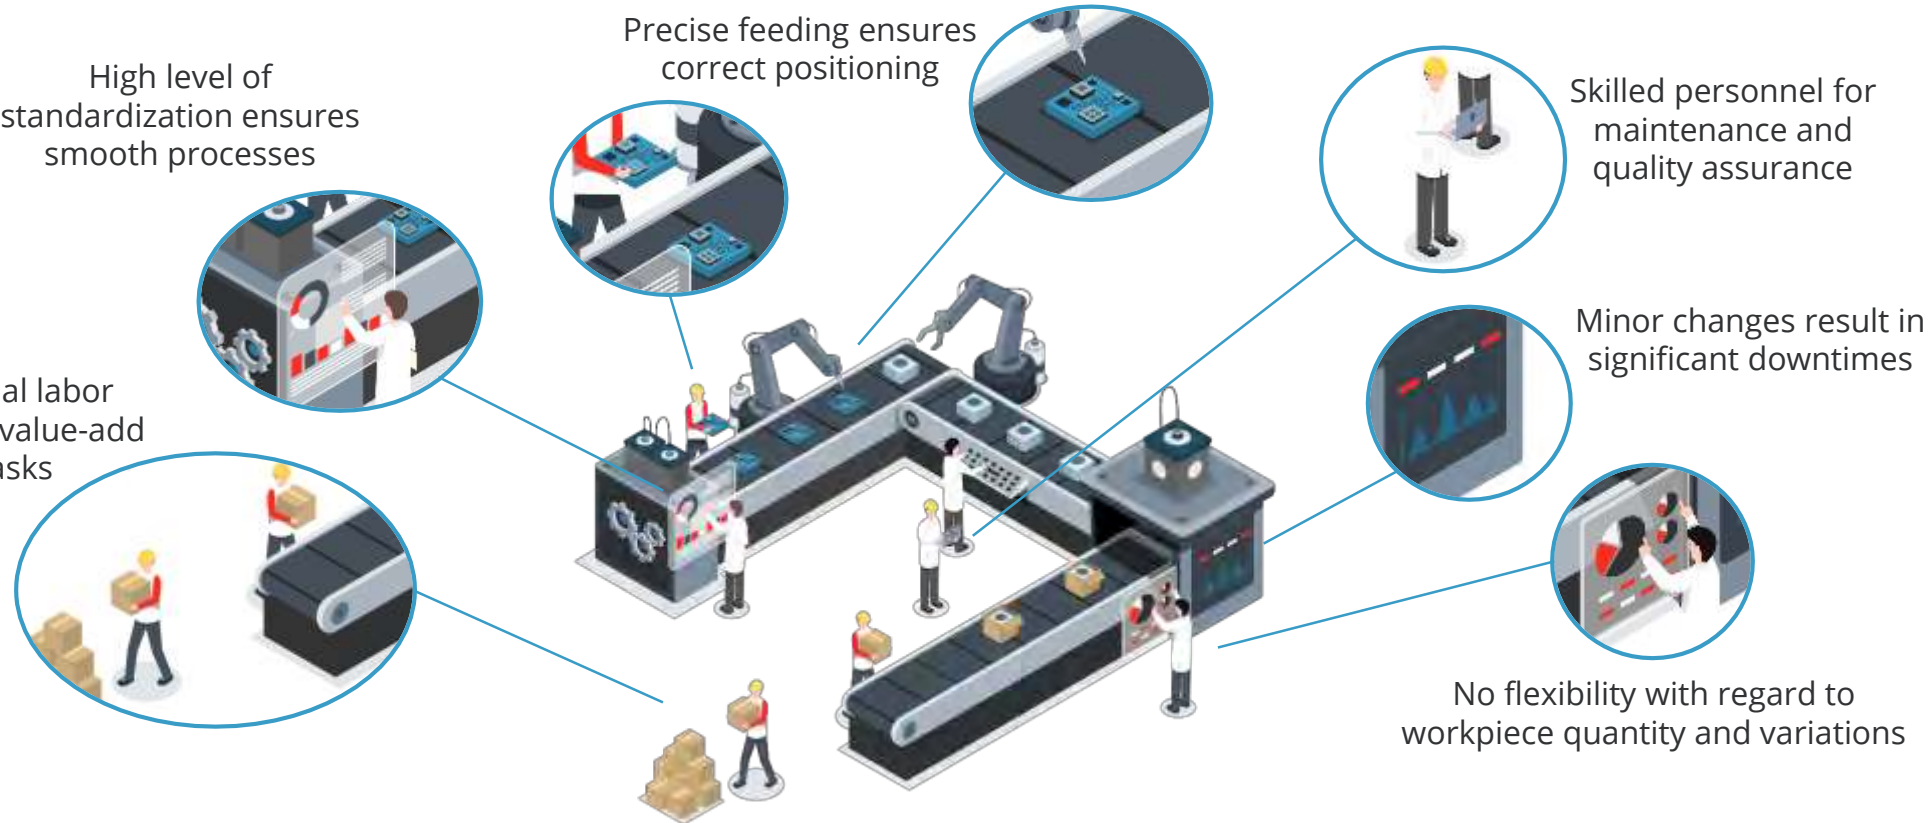 Precise feeding ensures
correct positioning
High level of
standardization ensures
smooth processes
Skilled personnel for
maintenance and
quality assurance
Minor changes result in
significant downtimes
al labor
value-add
asks
No flexibility with regard to
workpiece quantity and variations